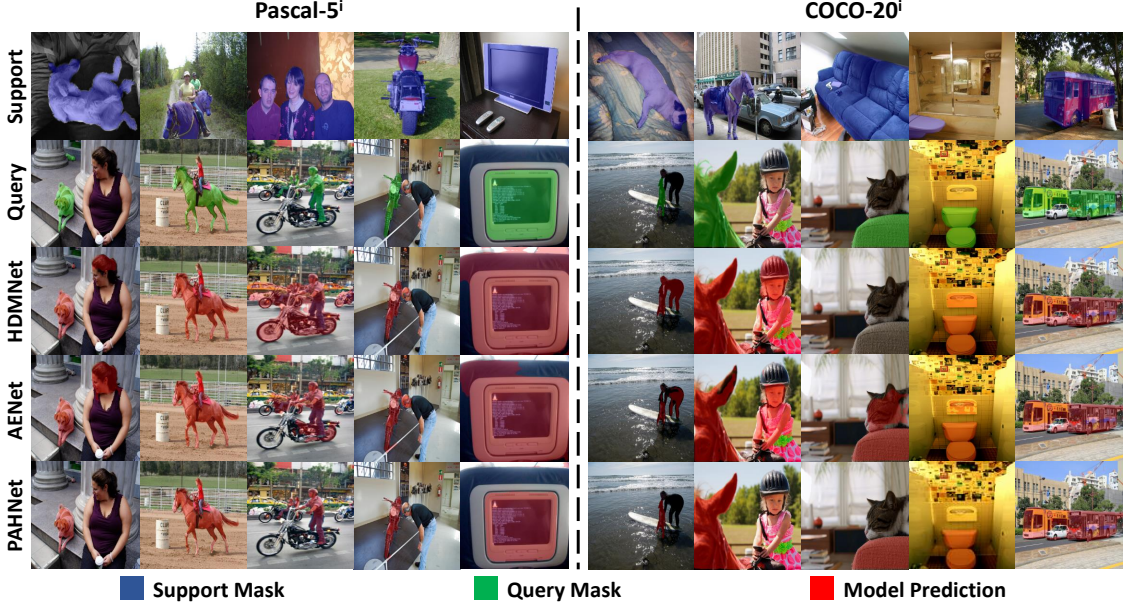 Pascal-5ⁱ
COCO-20ⁱ
Support
Query
HDMNet
AENet
PAHNet
Support Mask
Query Mask
Model Prediction